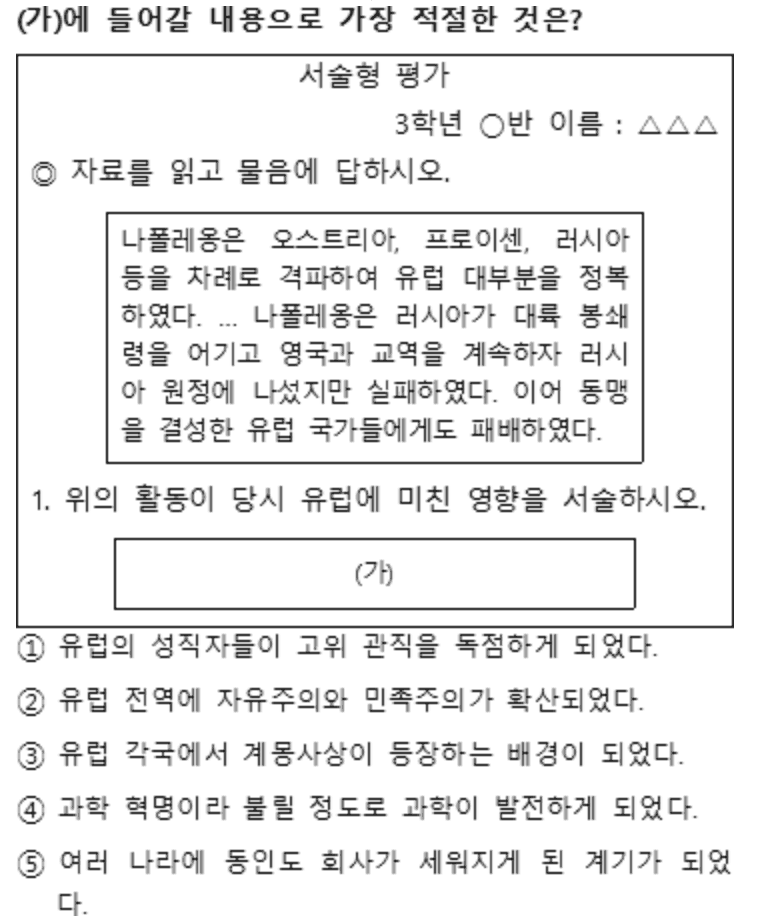 (가)에 들어갈 내용으로 가장 적절한 것은?
서술형 평가
3학년 ○반 이름 : △△△
◎ 자료를 읽고 물음에 답하시오.
나폴레옹은 오스트리아, 프로이센, 러시아
등을 차례로 격파하여 유럽 대부분을 정복
하였다. ... 나폴레옹은 러시아가 대륙 봉쇄
령을 어기고 영국과 교역을 계속하자 러시
아 원정에 나섰지만 실패하였다. 이어 동맹
을 결성한 유럽 국가들에게도 패배하였다.
1. 위의 활동이 당시 유럽에 미친 영향을 서술하시오.
(가)
① 유럽의 성직자들이 고위 관직을 독점하게 되었다.
② 유럽 전역에 자유주의와 민족주의가 확산되었다.
③ 유럽 각국에서 계몽사상이 등장하는 배경이 되었다.
④ 과학 혁명이라 불릴 정도로 과학이 발전하게 되었다.
⑤ 여러 나라에 동인도 회사가 세워지게 된 계기가 되었
다.